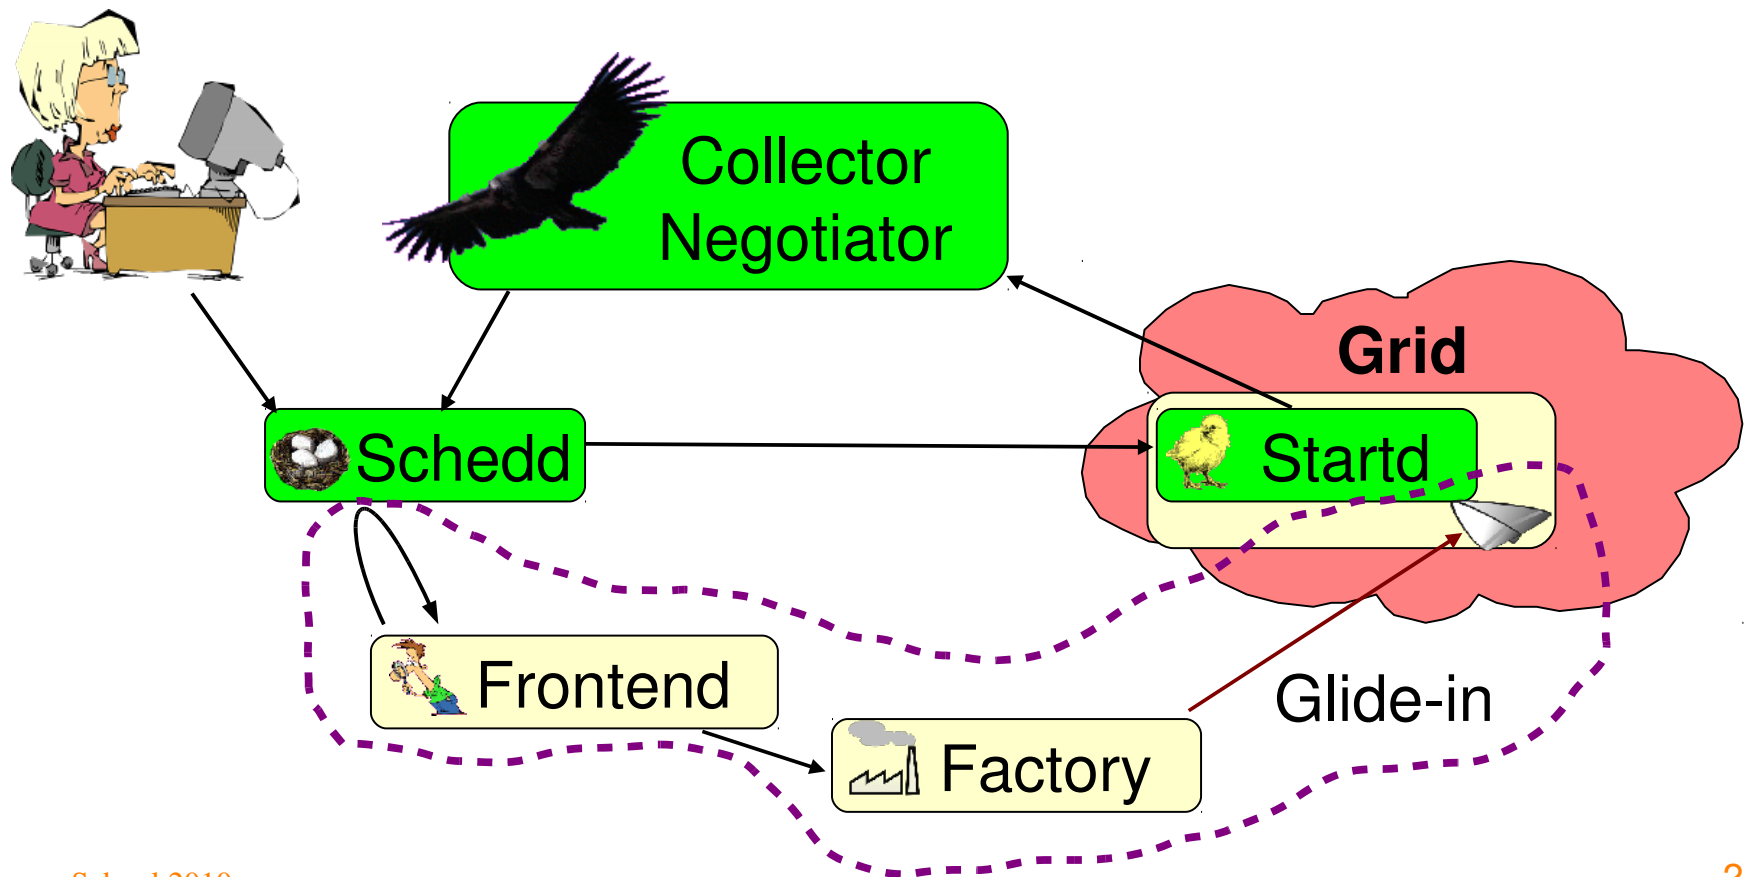 Collector
Negotiator
Grid
Schedd
Startd
Frontend
Glide-in
Factory